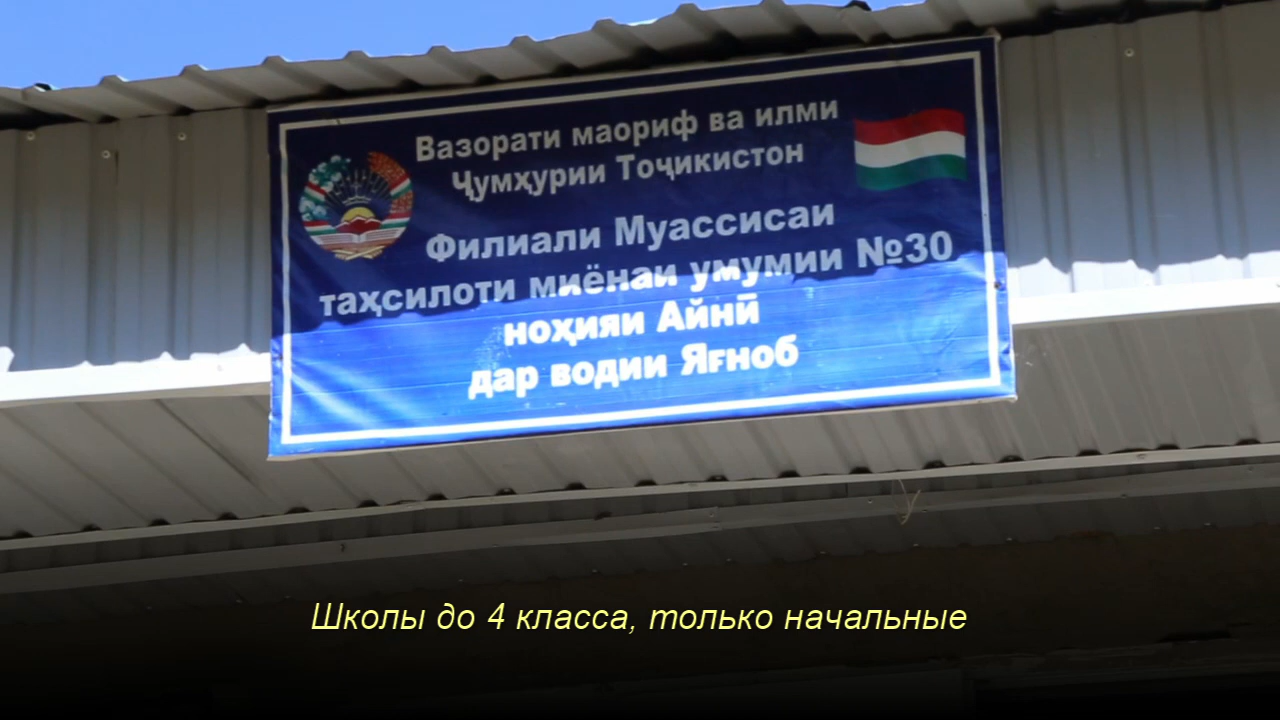 Вазорати маориф ва илми
Ҷумҳурии Тоҷикистон
Филиали Муассисаи
таҳсилоти миёнаи умумии №30
ноҳияи Айнӣ
дар водии Яғноб
Школы до 4 класса, только начальные